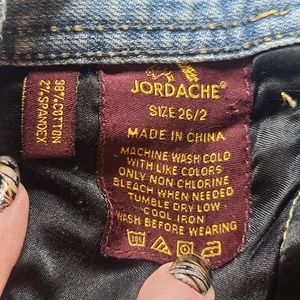 98% COTTON
2% SPANDEX
JORDACHE®
SIZE 26/2
MADE IN CHINA
MACHINE WASH COLD
WITH LIKE COLORS
ONLY NON CHLORINE
BLEACH WHEN NEEDED
TUMBLE DRY LOW
COOL IRON
WASH BEFORE WEARING